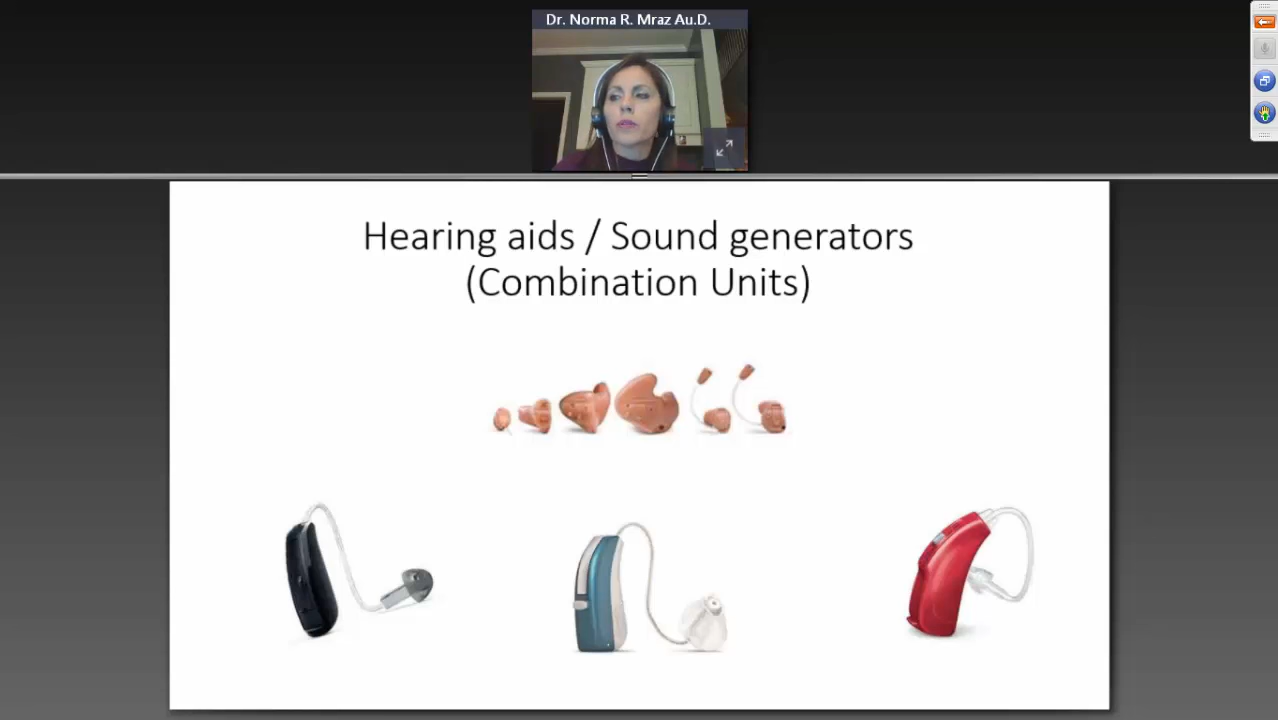 Dr. Norma R. Mraz Au.D.
Hearing aids / Sound generators
(Combination Units)